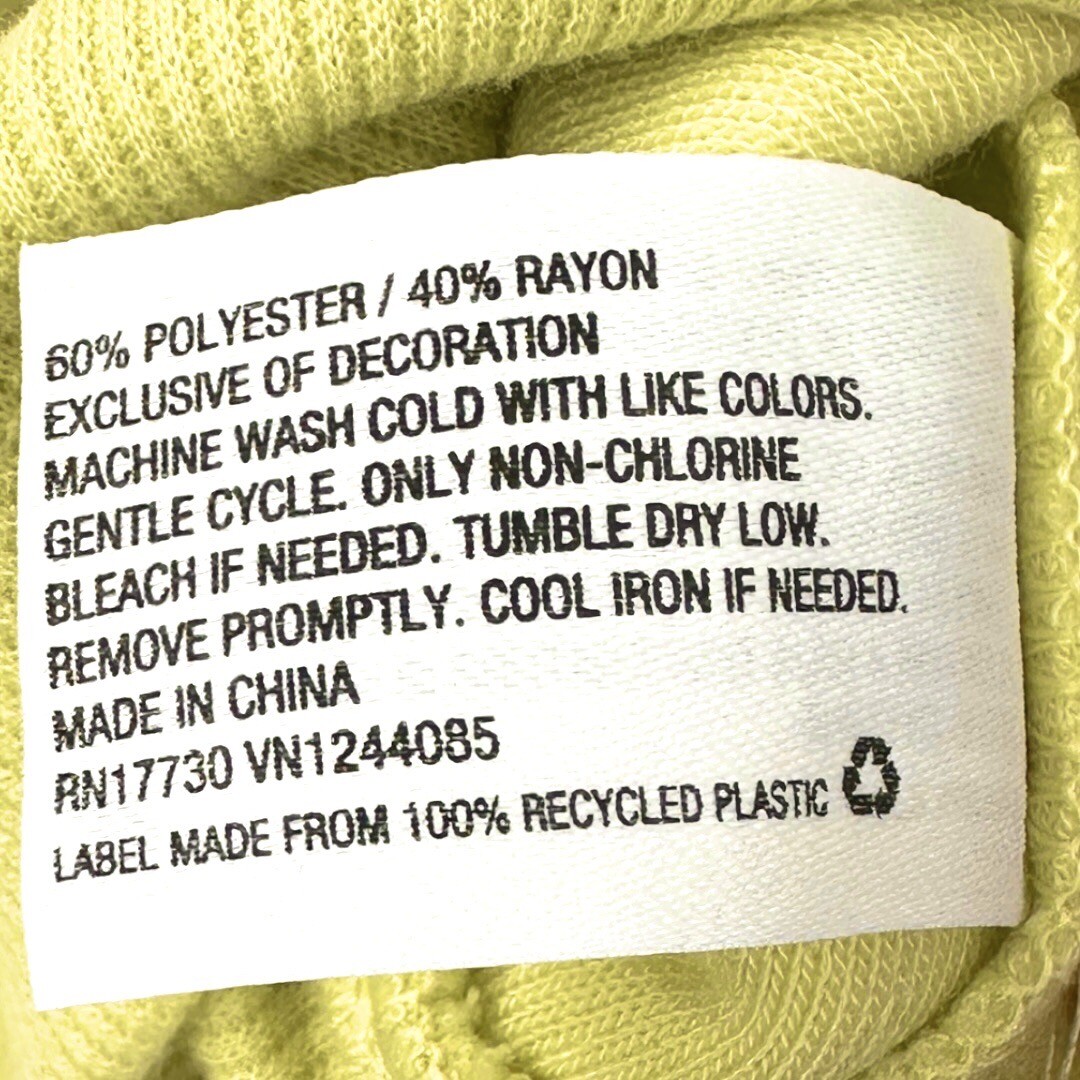 60% POLYESTER / 40% RAYON
EXCLUSIVE OF DECORATION
MACHINE WASH COLD WITH LIKE COLORS.
GENTLE CYCLE. ONLY NON-CHLORINE
BLEACH IF NEEDED. TUMBLE DRY LOW.
REMOVE PROMPTLY. COOL IRON IF NEEDED.
MADE IN CHINA
RN17730 VN1244085
LABEL MADE FROM 100% RECYCLED PLASTIC